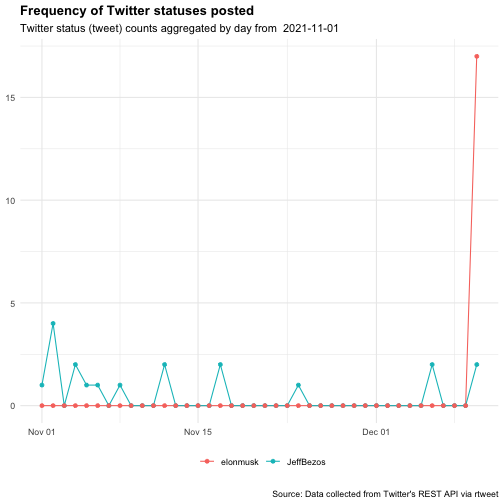 Frequency of Twitter statuses posted
Twitter status (tweet) counts aggregated by day from  2021-11-01
15
10
5
0
Nov 01 Nov 15 Dec 01
elonmusk JeffBezos
Source: Data collected from Twitter's REST API via rtweet